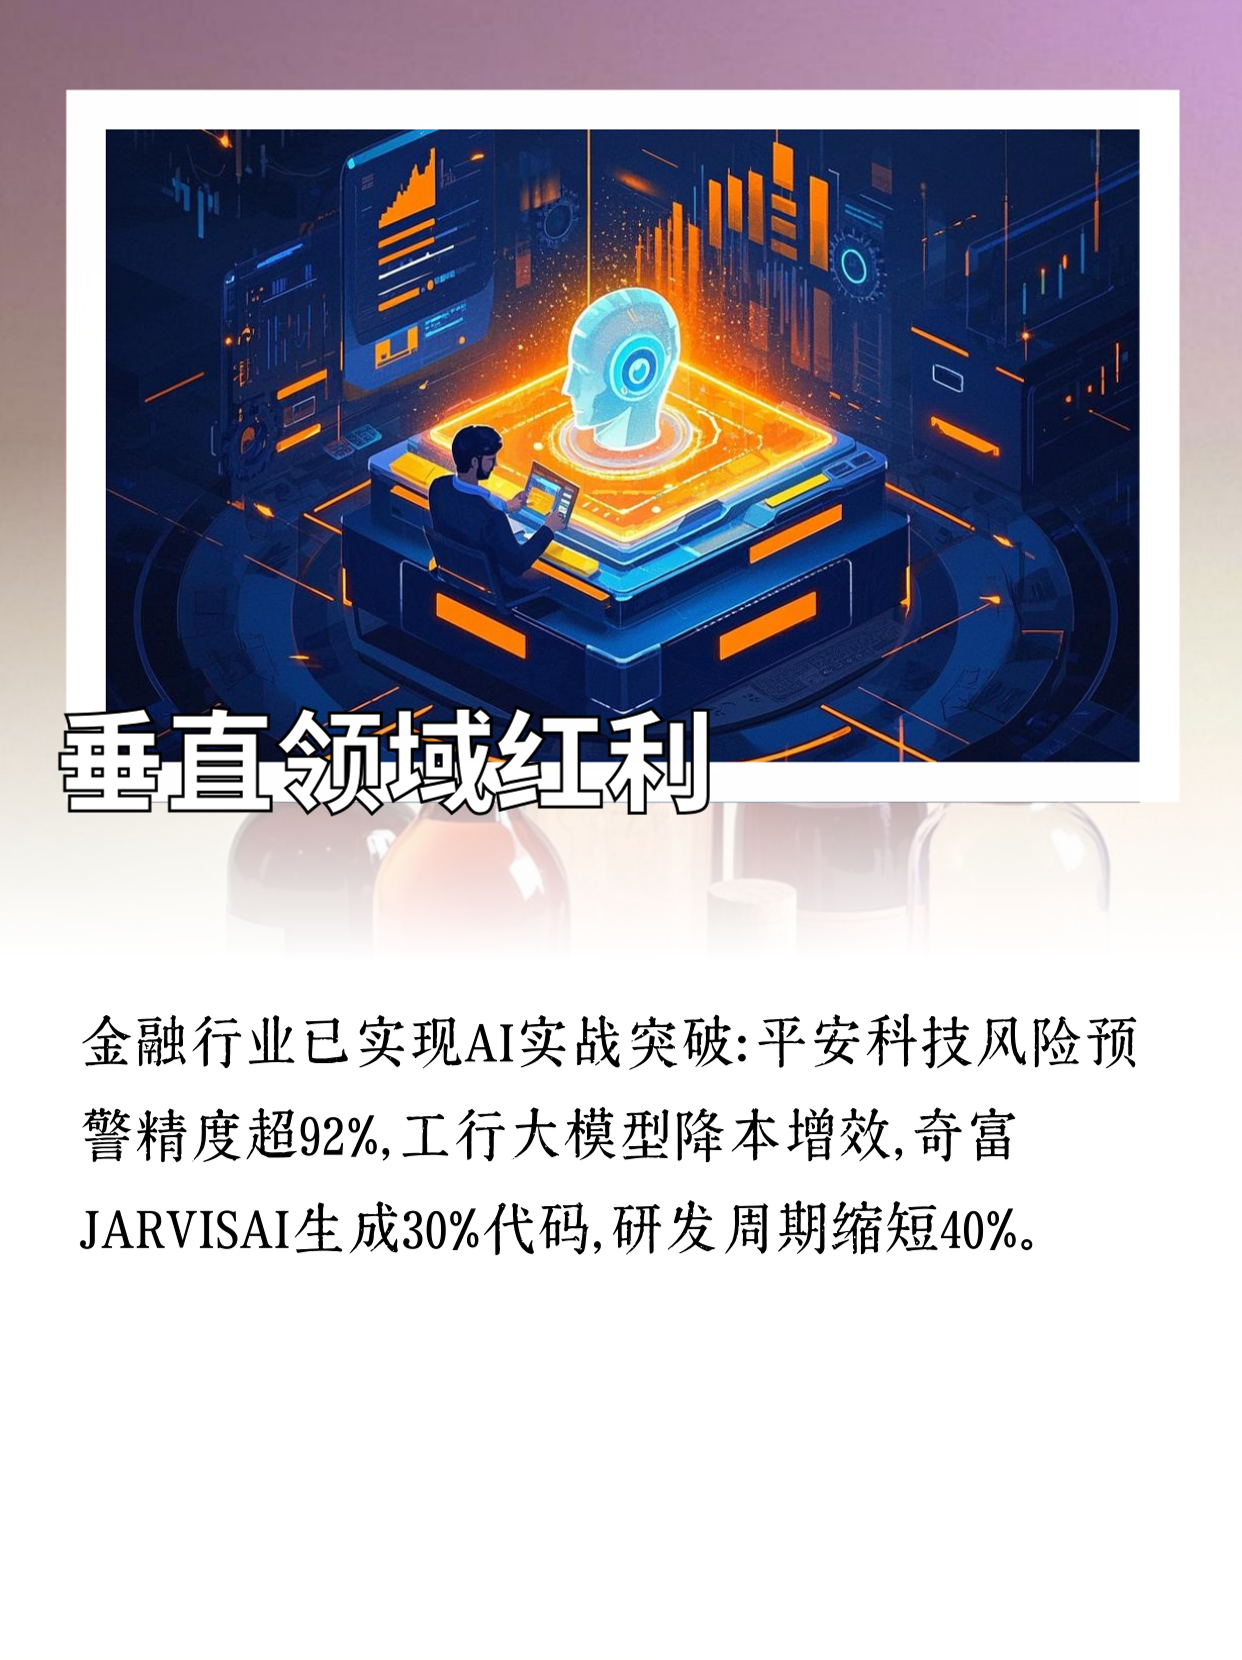 垂直领域红利
金融行业已实现AI实战突破:平安科技风险预
警精度超92%,工行大模型降本增效,奇富
JARVISAI生成30%代码,研发周期缩短40%。